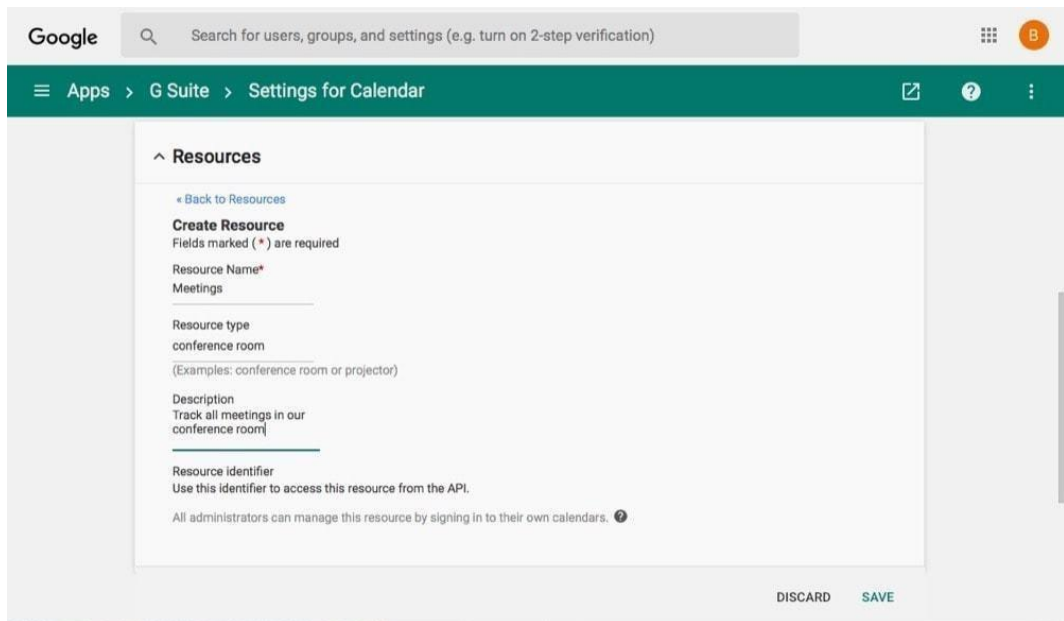 Google
Search for users, groups, and settings (e.g. turn on 2-step verification)
B
Apps > G Suite > Settings for Calendar
?
Resources
« Back to Resources
Create Resource
Fields marked (*) are required
Resource Name*
Meetings
Resource type
conference room
(Examples: conference room or projector)
Description
Track all meetings in our
conference room
Resource identifier
Use this identifier to access this resource from the API.
All administrators can manage this resource by signing in to their own calendars. ?
DISCARD SAVE